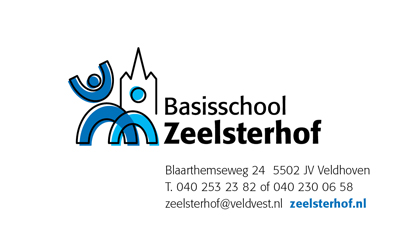 Basisschool
Zeelsterhof
Blaarthemseweg 24 5502 JV Veldhoven
T. 040 253 23 82 of 040 230 06 58
zeelsterhof@veldvest.nl zeelsterhof.nl